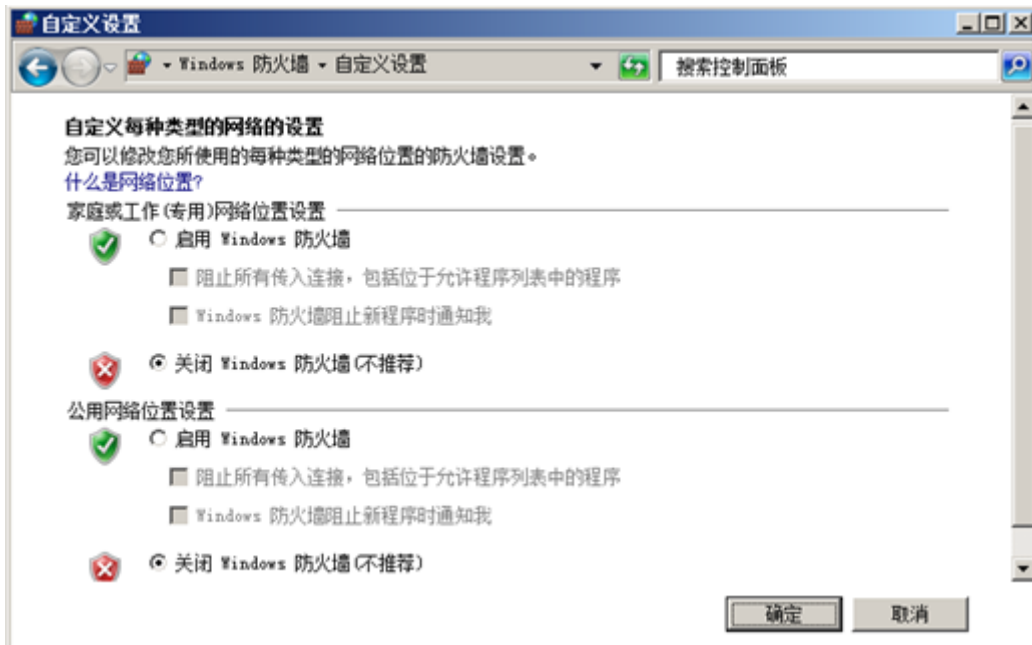 自定义设置
Windows 防火墙 自定义设置 搜索控制面板
自定义每种类型的网络的设置
您可以修改您所使用的每种类型的网络位置的防火墙设置。
什么是网络位置?
家庭或工作(专用)网络位置设置
启用 Windows 防火墙
阻止所有传入连接，包括位于允许程序列表中的程序
Windows 防火墙阻止新程序时通知我
关闭 Windows 防火墙(不推荐)
公用网络位置设置
启用 Windows 防火墙
阻止所有传入连接，包括位于允许程序列表中的程序
Windows 防火墙阻止新程序时通知我
关闭 Windows 防火墙(不推荐)
确定 取消